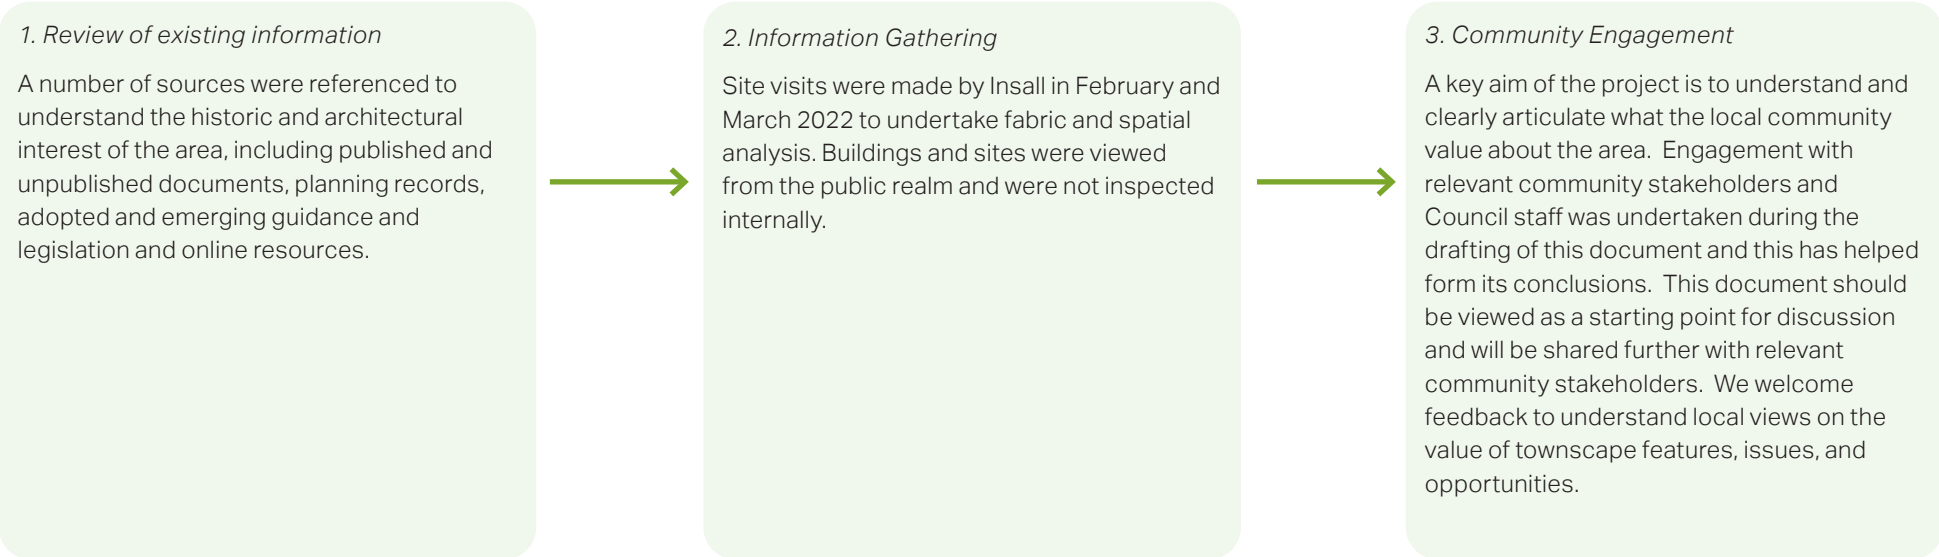 1. Review of existing information
A number of sources were referenced to
understand the historic and architectural
interest of the area, including published and
unpublished documents, planning records,
adopted and emerging guidance and
legislation and online resources.
2. Information Gathering
Site visits were made by Insall in February and
March 2022 to undertake fabric and spatial
analysis. Buildings and sites were viewed
from the public realm and were not inspected
internally.
3. Community Engagement
A key aim of the project is to understand and
clearly articulate what the local community
value about the area.  Engagement with
relevant community stakeholders and
Council staff was undertaken during the
drafting of this document and this has helped
form its conclusions.  This document should
be viewed as a starting point for discussion
and will be shared further with relevant
community stakeholders.  We welcome
feedback to understand local views on the
value of townscape features, issues, and
opportunities.